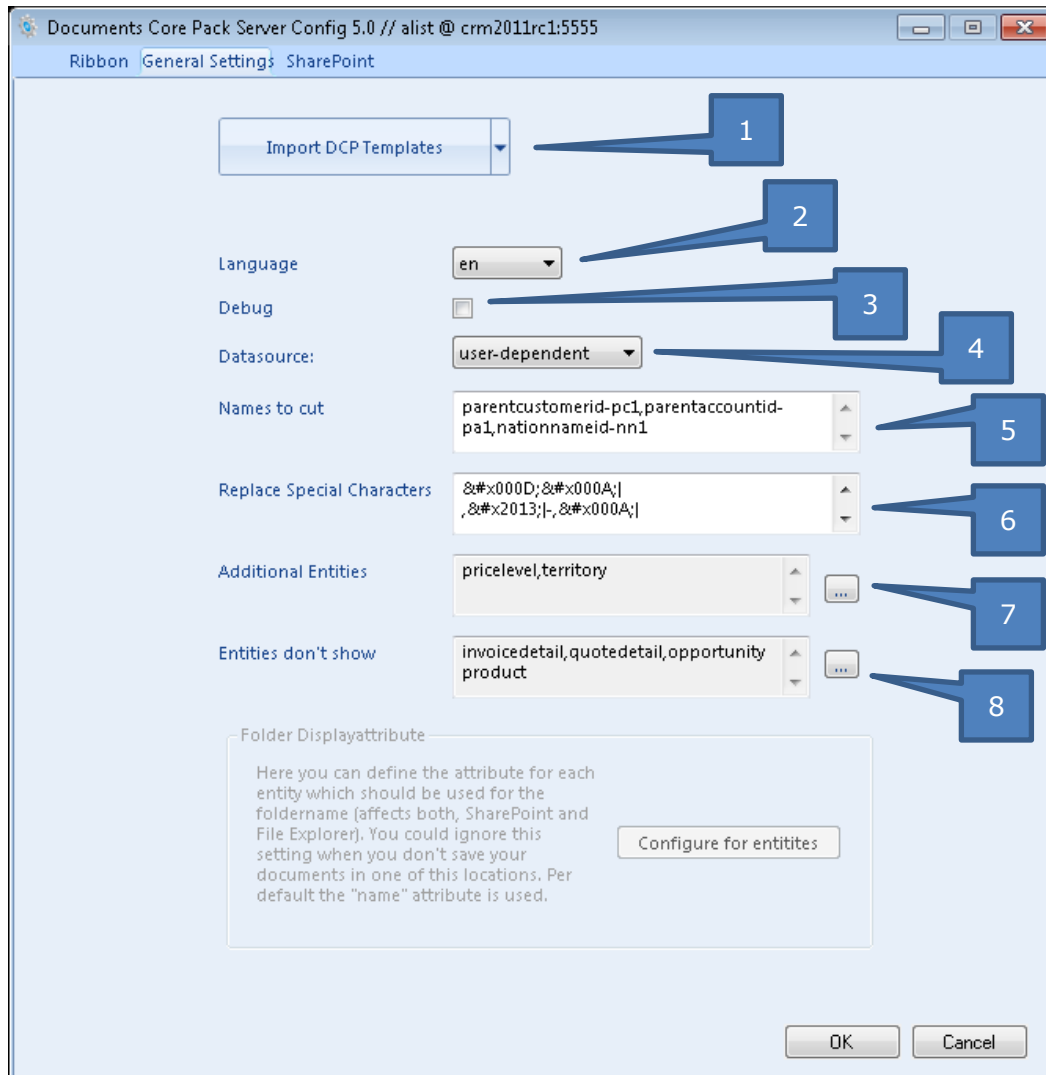 Documents Core Pack Server Config 5.0 // alist @ crm2011rc1:5555
Ribbon General Settings SharePoint
Import DCP Templates
1
2
Language
en
Debug
3
Datasource:
user-dependent
4
Names to cut
parentcustomerid-pc1,parentaccountid-
pa1,nationnameid-nn1
5
Replace Special Characters
&#x000D;&#x000A;|
,&#x2013;|-,&#x000A;|
6
Additional Entities
pricelevel,territory
...
7
Entities don't show
invoicedetail,quotedetail,opportunity
product
...
8
Folder Displayattribute
Here you can define the attribute for each
entity which should be used for the
foldername (affects both, SharePoint and
File Explorer). You could ignore this
setting when you don't save your
documents in one of this locations. Per
default the "name" attribute is used.
Configure for entitites
OK
Cancel